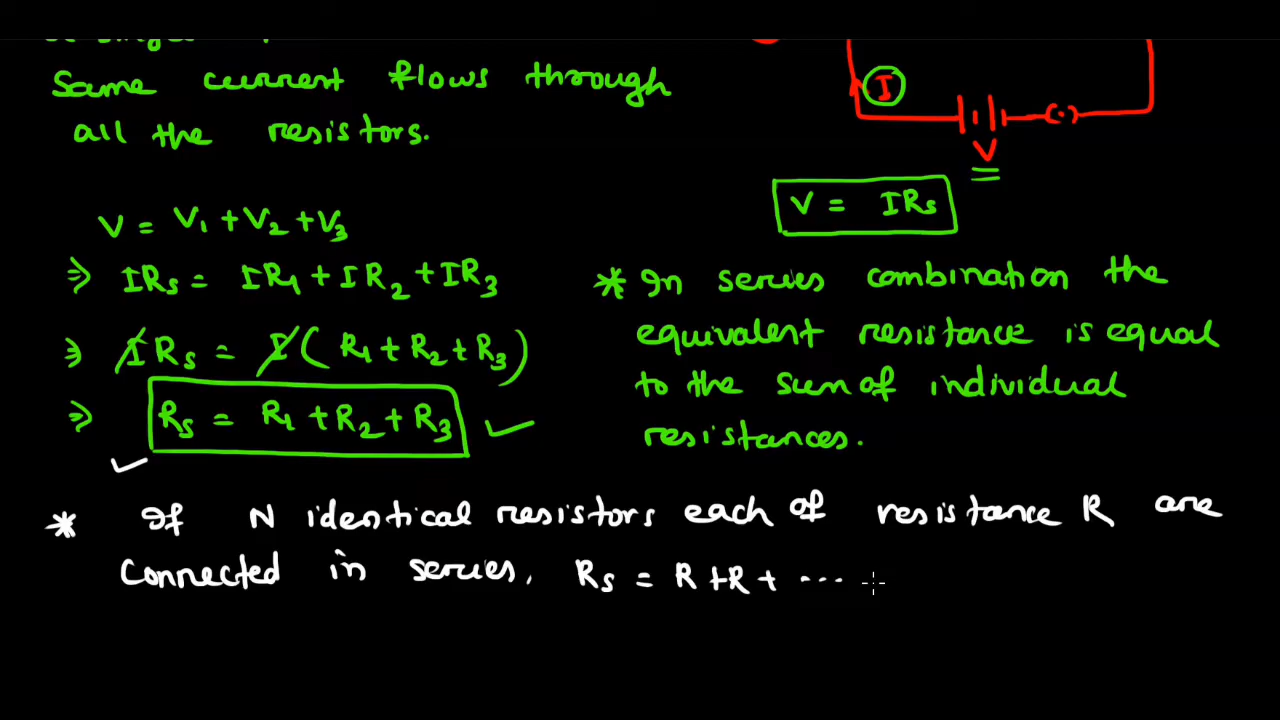 Same current flows through
all the resistors.
I
V
V = IRs
V = V1 + V2 + V3
⇒ IRs = IR1 + IR2 + IR3
⇒ IRs = I(R1 + R2 + R3)
⇒ Rs = R1 + R2 + R3
* In series combination the
equivalent resistance is equal
to the sum of individual
resistances.
* If N identical resistors each of resistance R are
connected in series, Rs = R + R + ...